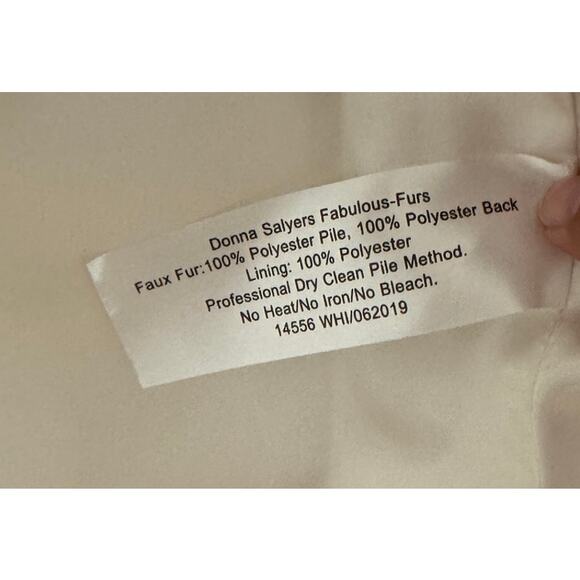 Donna Salyers Fabulous-Furs
Faux Fur:100% Polyester Pile, 100% Polyester Back
Lining: 100% Polyester
Professional Dry Clean Pile Method.
No Heat/No Iron/No Bleach.
14556 WHI/062019